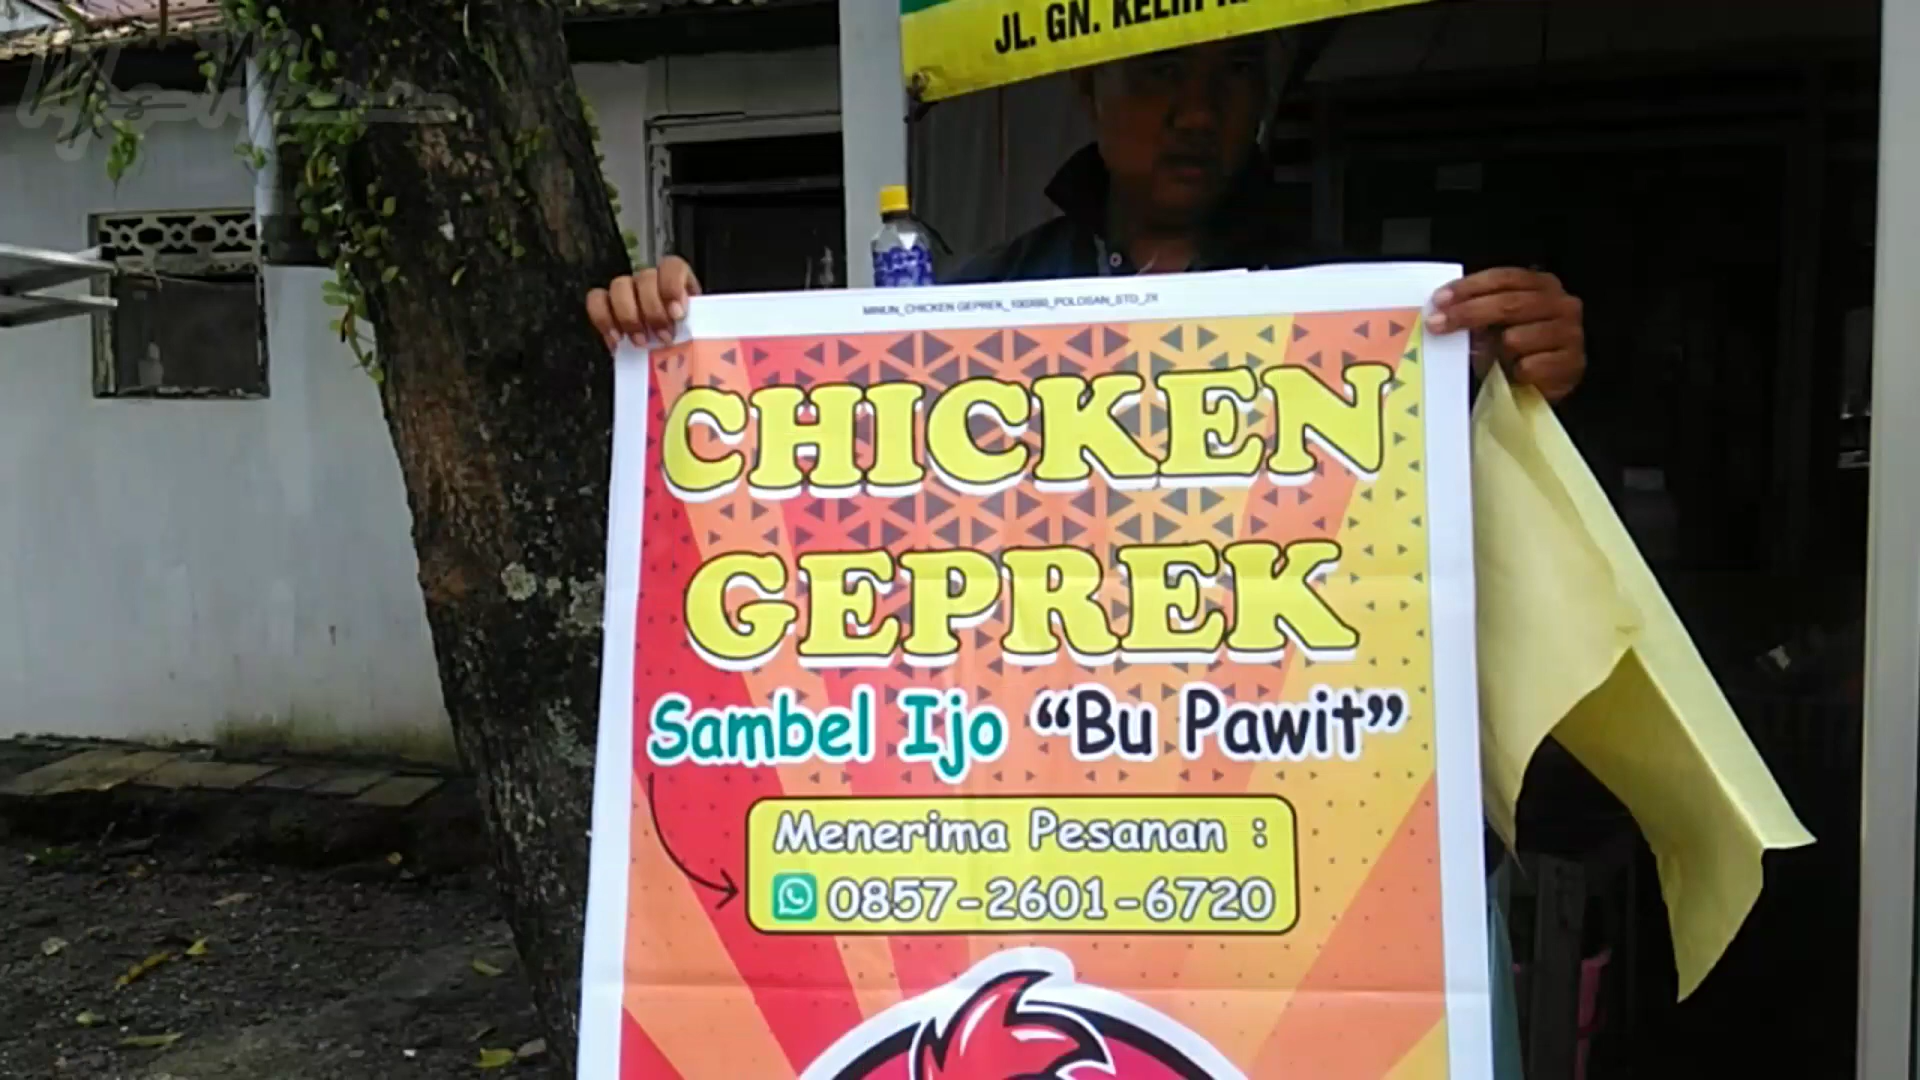 JL. GN.
CHICKEN
GEPREK
Sambel Ijo “Bu Pawit”
Menerima Pesanan :
0857-2601-6720